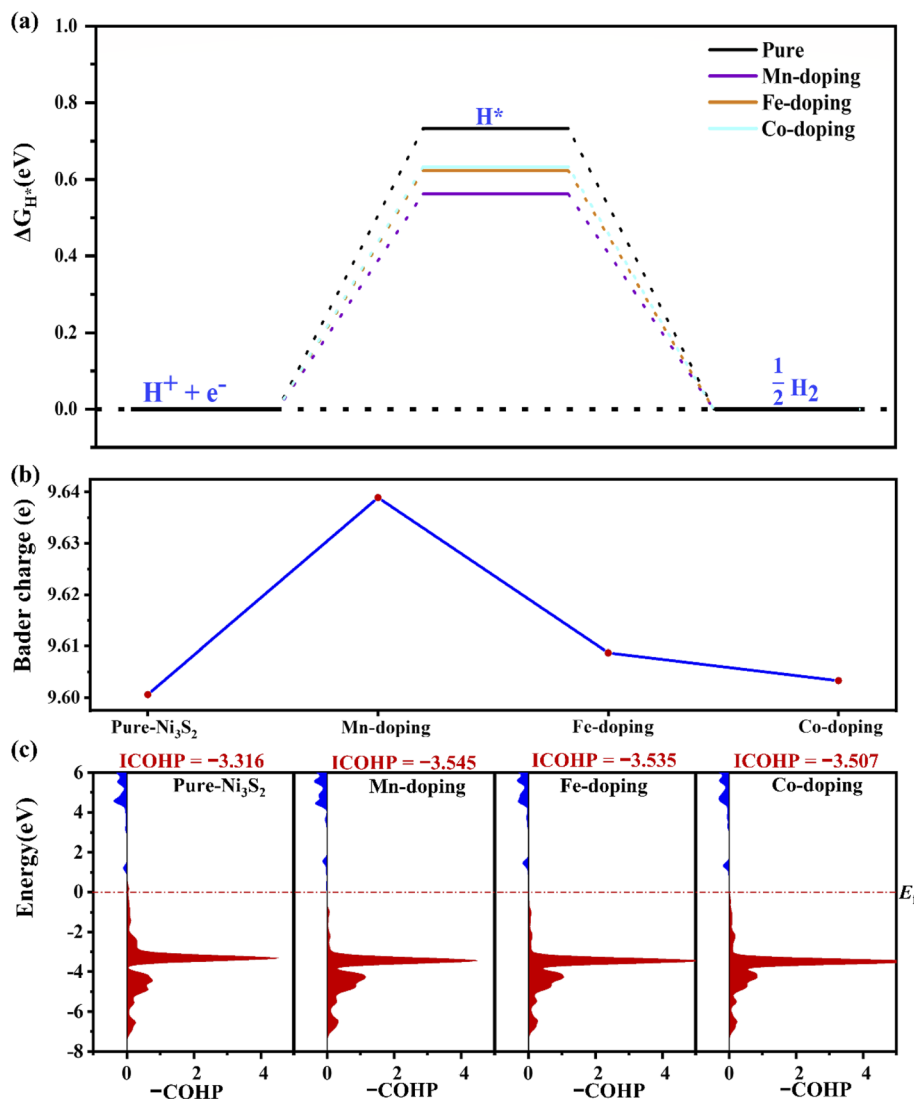 (a)
1.0
0.8
0.6
0.4
0.2
0.0
ΔG_H*(eV)
Pure
Mn-doping
Fe-doping
Co-doping
H*
H⁺ + e⁻
1/2 H₂
(b)
9.64
9.63
9.62
9.61
9.60
Bader charge (e)
Pure-Ni₃S₂
Mn-doping
Fe-doping
Co-doping
(c)
ICOHP = −3.316
ICOHP = −3.545
ICOHP = −3.535
ICOHP = −3.507
Pure-Ni₃S₂
Mn-doping
Fe-doping
Co-doping
6
4
2
0
-2
-4
-6
-8
Energy(eV)
0 2 4
0 2 4
0 2 4
0 2 4
−COHP
−COHP
−COHP
−COHP